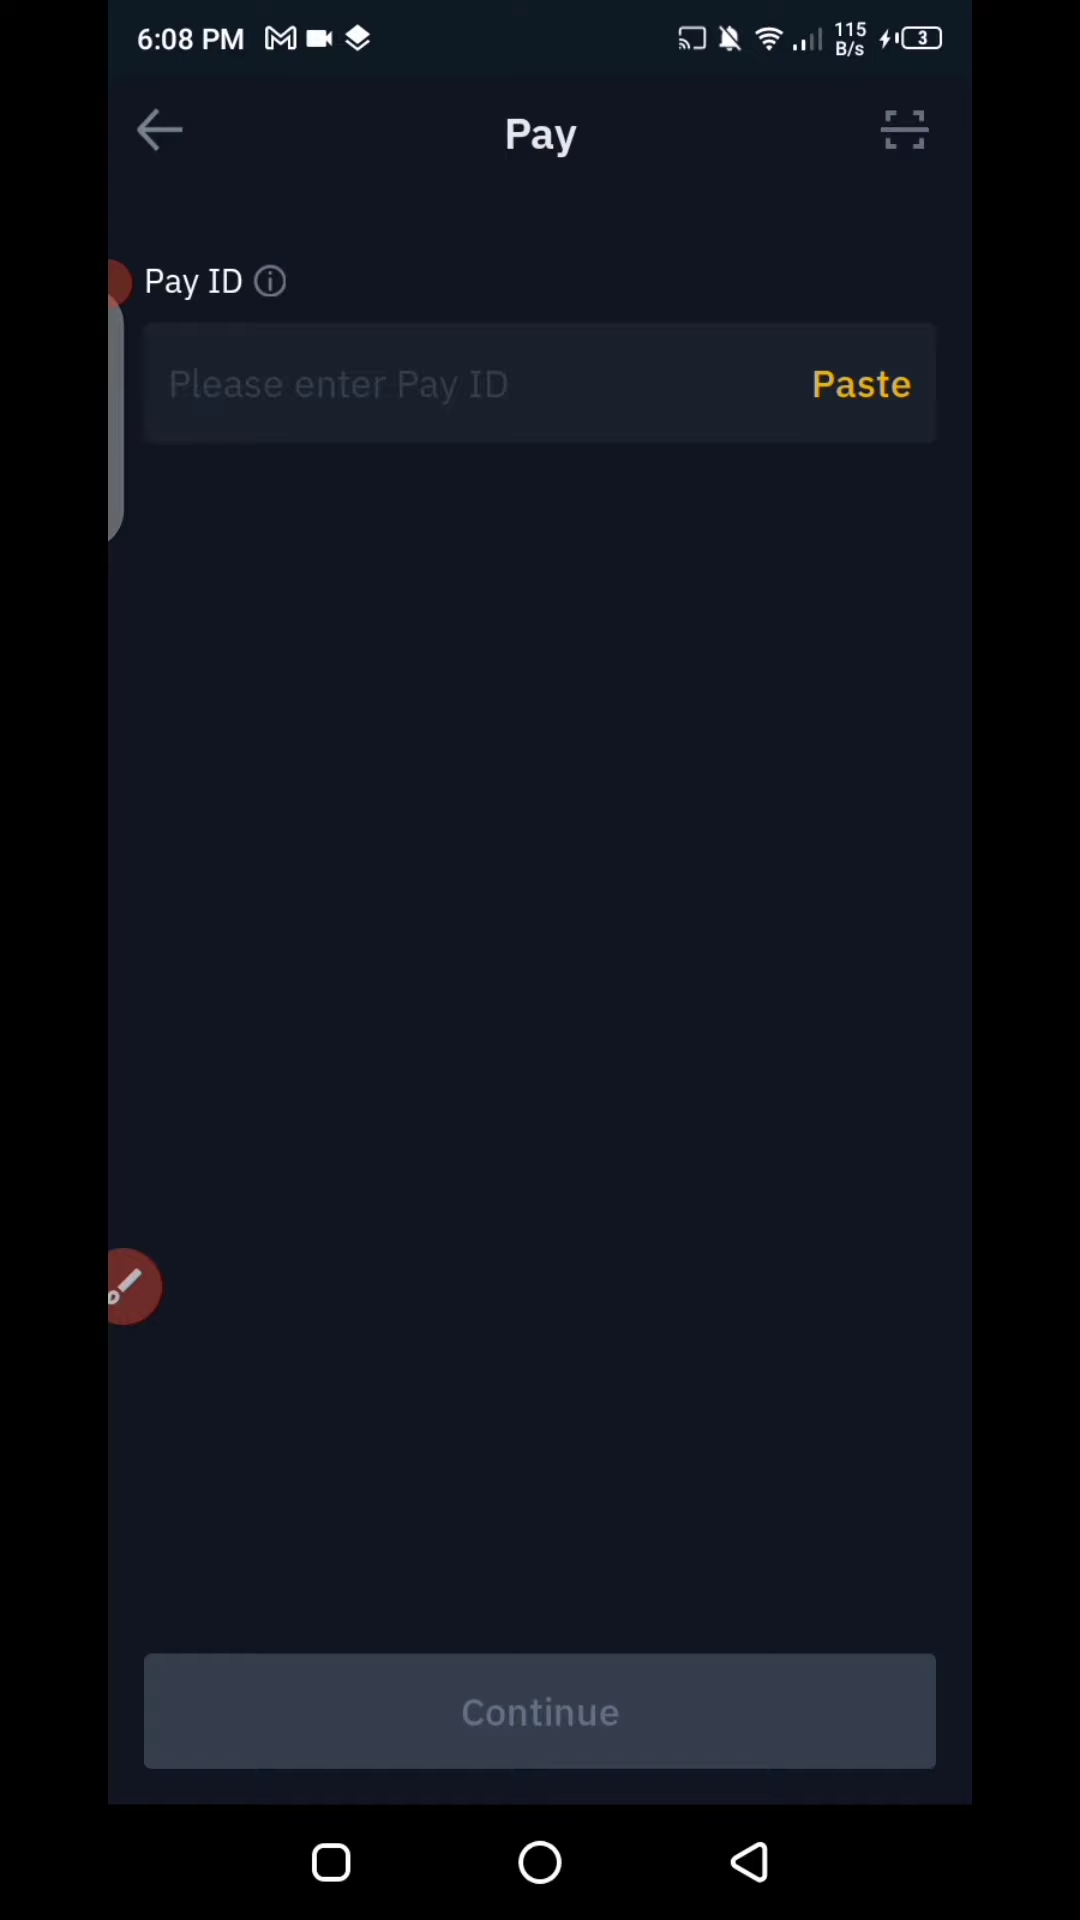 6:08 PM
115
B/s
3
Pay
Pay ID
Please enter Pay ID
Paste
Continue